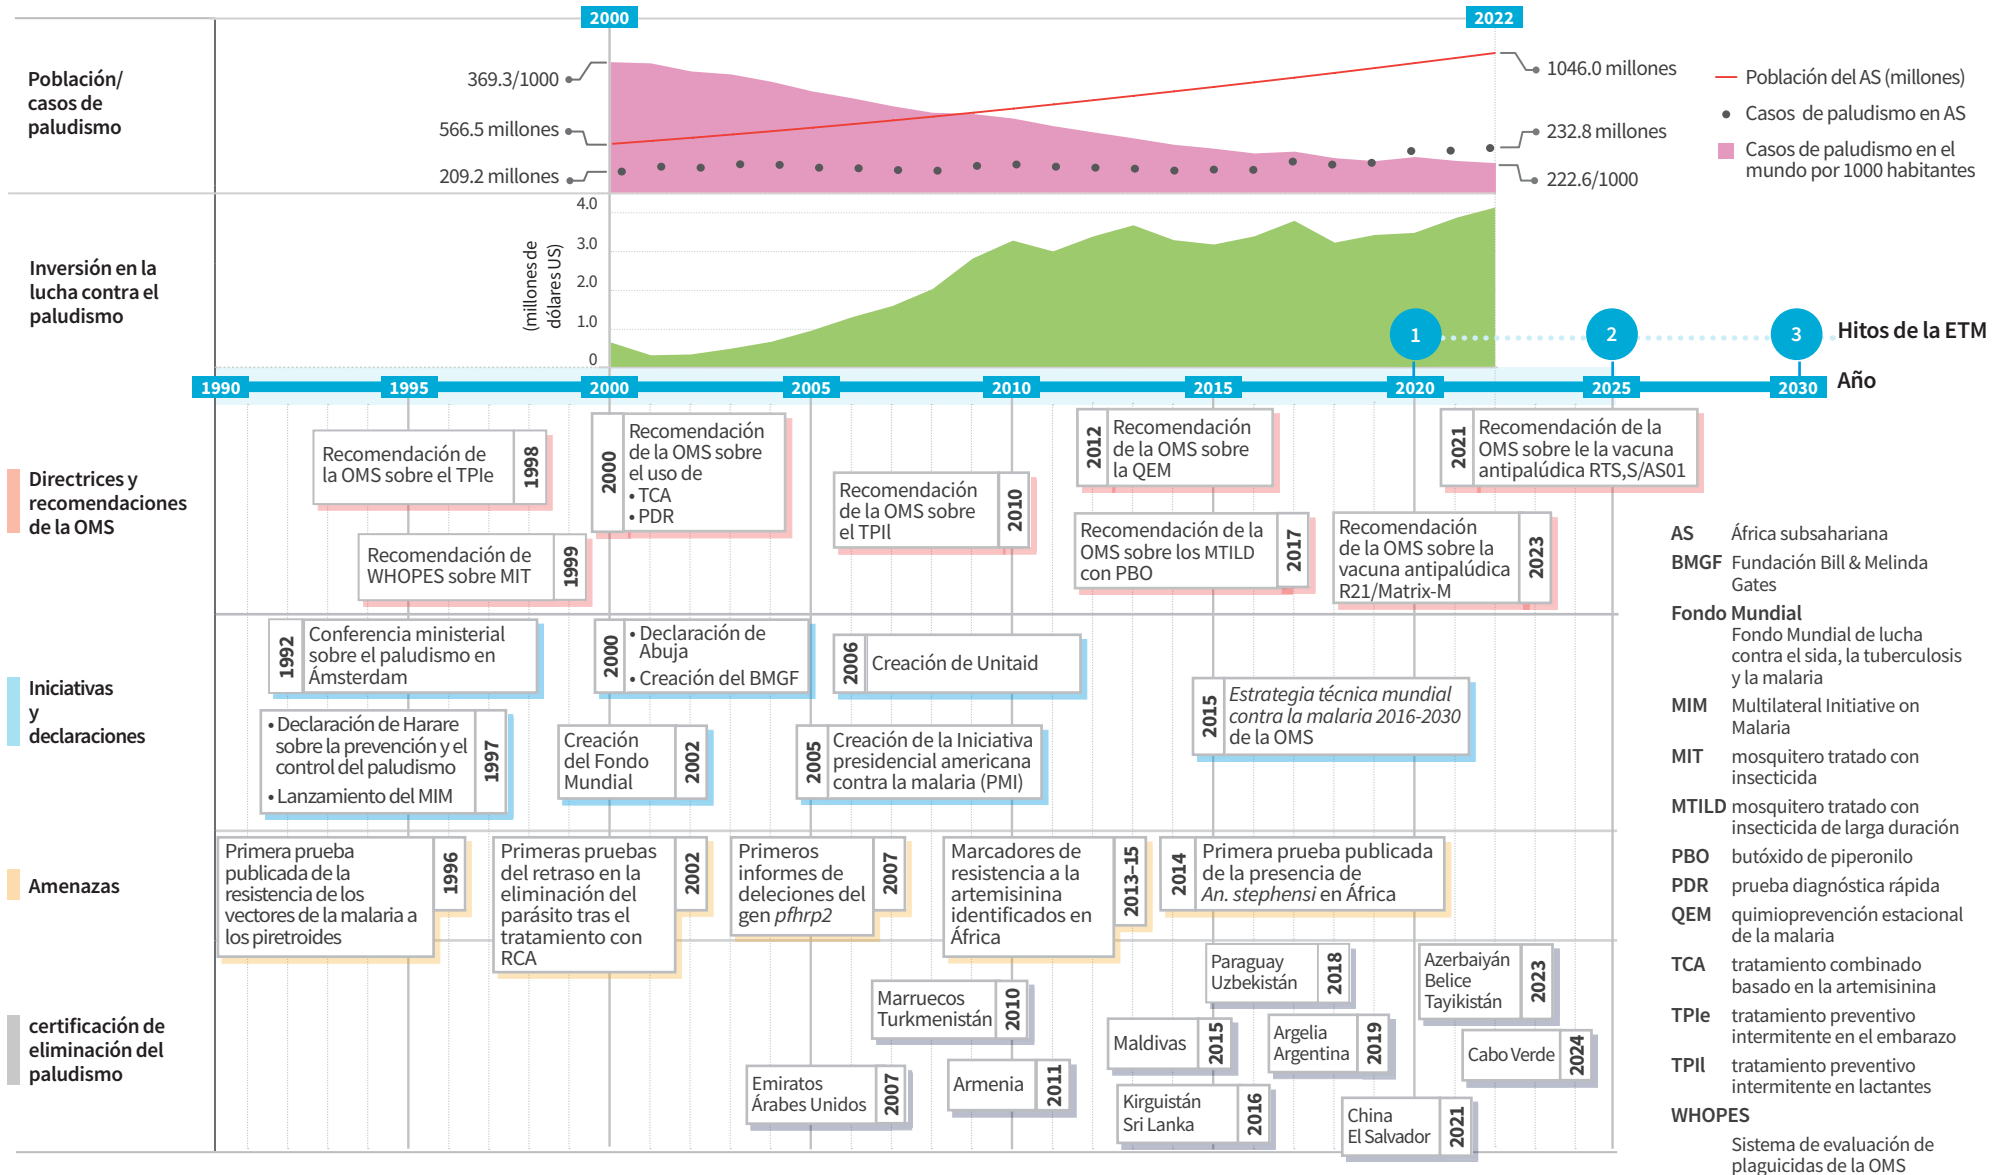 2000
2022
Población/
casos de
paludismo
369.3/1000
566.5 millones
209.2 millones
1046.0 millones
232.8 millones
222.6/1000
Población del AS (millones)
Casos de paludismo en AS
Casos de paludismo en el
mundo por 1000 habitantes
Inversión en la
lucha contra el
paludismo
(millones de
dólares US)
4.0
3.0
2.0
1.0
0
1
2
3
Hitos de la ETM
1990
1995
2000
2005
2010
2015
2020
2025
2030
Año
Directrices y
recomendaciones
de la OMS
Recomendación de
la OMS sobre el TPIe
1998
Recomendación de
WHOPES sobre MIT
1999
2000
Recomendación
de la OMS sobre
el uso de
• TCA
• PDR
Recomendación
de la OMS sobre
el TPIl
2010
2012
Recomendación
de la OMS sobre
la QEM
Recomendación de la
OMS sobre los MTILD
con PBO
2017
2021
Recomendación de la
OMS sobre le la vacuna
antipalúdica RTS,S/AS01
Recomendación
de la OMS sobre la
vacuna antipalúdica
R21/Matrix-M
2023
Iniciativas
y
declaraciones
1992
Conferencia ministerial
sobre el paludismo en
Ámsterdam
• Declaración de Harare
sobre la prevención y el
control del paludismo
• Lanzamiento del MIM
1997
2000
• Declaración de
Abuja
• Creación del BMGF
Creación
del Fondo
Mundial
2002
2006
Creación de Unitaid
2005
Creación de la Iniciativa
presidencial americana
contra la malaria (PMI)
2015
Estrategia técnica mundial
contra la malaria 2016-2030
de la OMS
Amenazas
Primera prueba
publicada de la
resistencia de los
vectores de la malaria a
los piretroides
1996
Primeras pruebas
del retraso en la
eliminación del
parásito tras el
tratamiento con
RCA
2002
Primeros
informes de
deleciones del
gen pfhrp2
2007
Marcadores de
resistencia a la
artemisinina
identificados en
África
2013–15
2014
Primera prueba publicada
de la presencia de
An. stephensi en África
certificación de
eliminación del
paludismo
Emiratos
Árabes Unidos
2007
Marruecos
Turkmenistán
2010
Armenia
2011
Maldivas
2015
Kirguistán
Sri Lanka
2016
Paraguay
Uzbekistán
2018
Argelia
Argentina
2019
China
El Salvador
2021
Azerbaiyán
Belice
Tayikistán
2023
Cabo Verde
2024
AS África subsahariana
BMGF Fundación Bill & Melinda
Gates
Fondo Mundial
Fondo Mundial de lucha
contra el sida, la tuberculosis
y la malaria
MIM Multilateral Initiative on
Malaria
MIT mosquitero tratado con
insecticida
MTILD mosquitero tratado con
insecticida de larga duración
PBO butóxido de piperonilo
PDR prueba diagnóstica rápida
QEM quimioprevención estacional
de la malaria
TCA tratamiento combinado
basado en la artemisinina
TPIe tratamiento preventivo
intermitente en el embarazo
TPIl tratamiento preventivo
intermitente en lactantes
WHOPES
Sistema de evaluación de
plaguicidas de la OMS